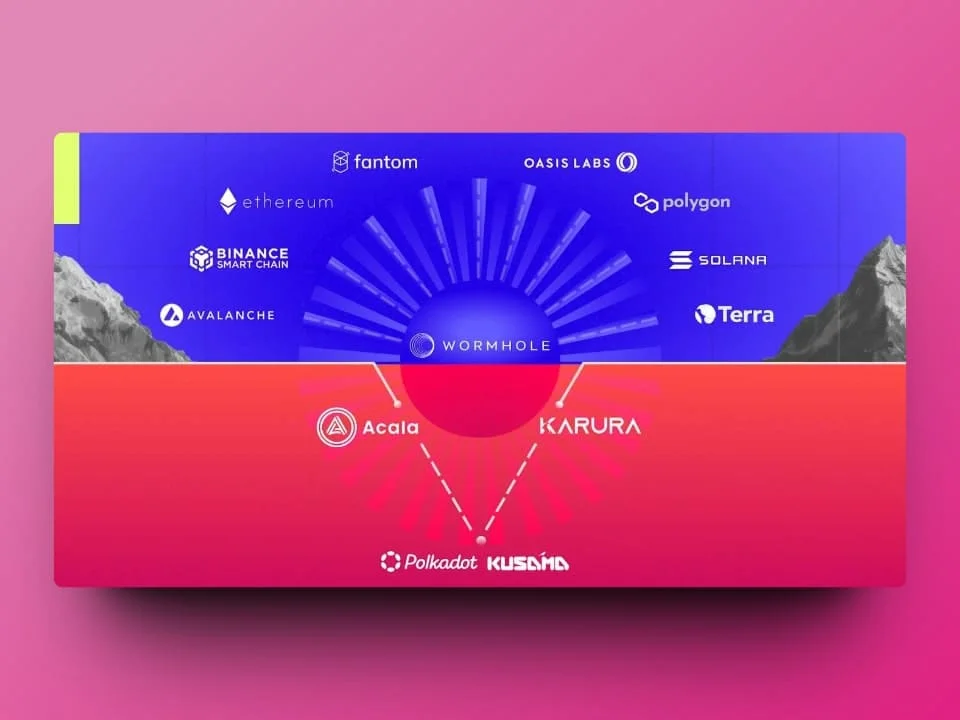 fantom
OASIS LABS
ethereum
polygon
BINANCE
SMART CHAIN
SOLANA
AVALANCHE
Terra
WORMHOLE
Acala
KARURA
Polkadot
KUSAMA